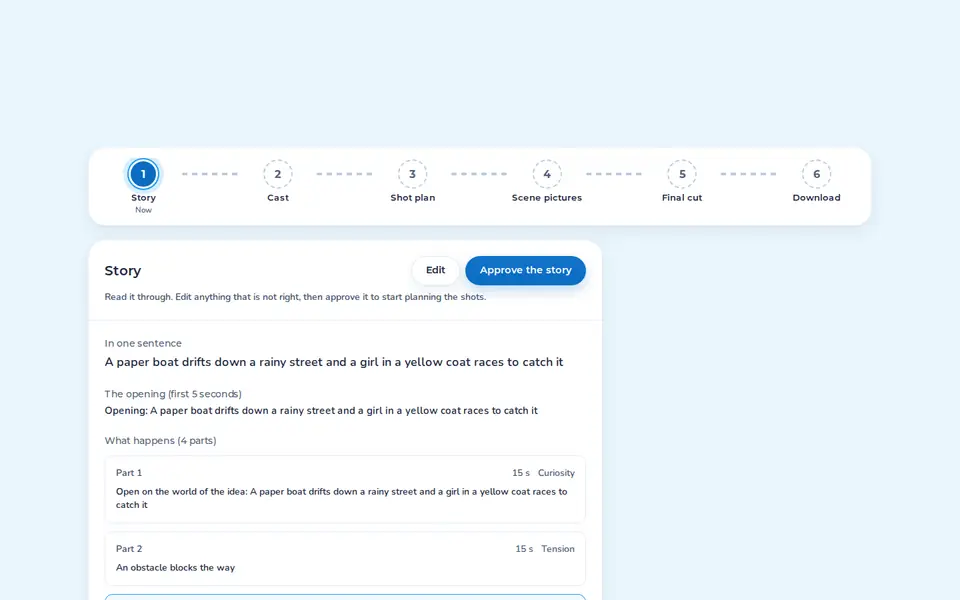 1
2
3
4
5
6
Story
Cast
Shot plan
Scene pictures
Final cut
Download
Now
Story
Edit
Approve the story
Read it through. Edit anything that is not right, then approve it to start planning the shots.
In one sentence
A paper boat drifts down a rainy street and a girl in a yellow coat races to catch it
The opening (first 5 seconds)
Opening: A paper boat drifts down a rainy street and a girl in a yellow coat races to catch it
What happens (4 parts)
Part 1
15 s Curiosity
Open on the world of the idea: A paper boat drifts down a rainy street and a girl in a yellow coat races to
catch it
Part 2
15 s Tension
An obstacle blocks the way